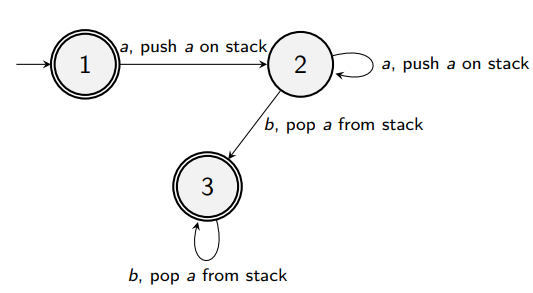 a, push a on stack
1
2
a, push a on stack
b, pop a from stack
3
b, pop a from stack